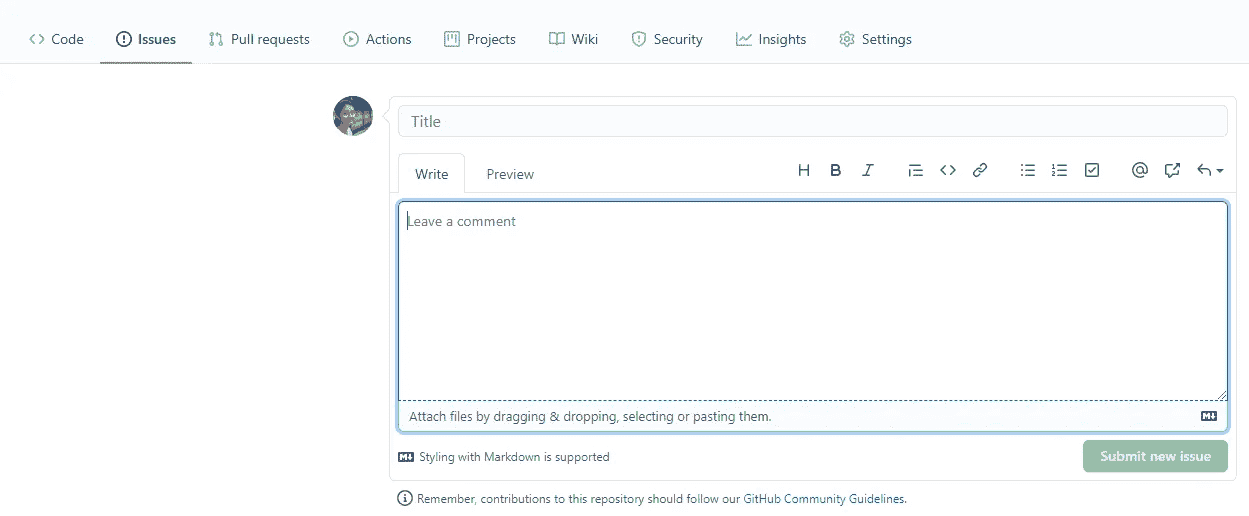 Code Issues Pull requests Actions Projects Wiki Security Insights Settings
Title
Write Preview H B I @
Leave a comment
Attach files by dragging & dropping, selecting or pasting them.
Styling with Markdown is supported Submit new issue
Remember, contributions to this repository should follow our GitHub Community Guidelines.